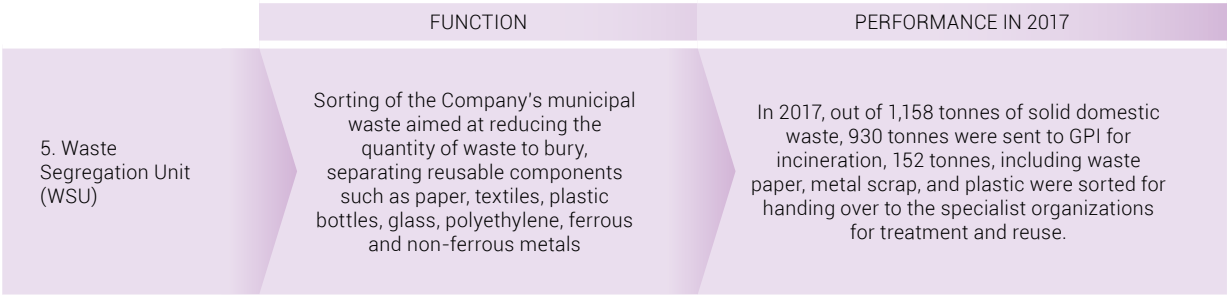 FUNCTION
PERFORMANCE IN 2017
5. Waste
Segregation Unit
(WSU)
Sorting of the Company's municipal
waste aimed at reducing the
quantity of waste to bury,
separating reusable components
such as paper, textiles, plastic
bottles, glass, polyethylene, ferrous
and non-ferrous metals
In 2017, out of 1,158 tonnes of solid domestic
waste, 930 tonnes were sent to GPI for
incineration, 152 tonnes, including waste
paper, metal scrap, and plastic were sorted for
handing over to the specialist organizations
for treatment and reuse.